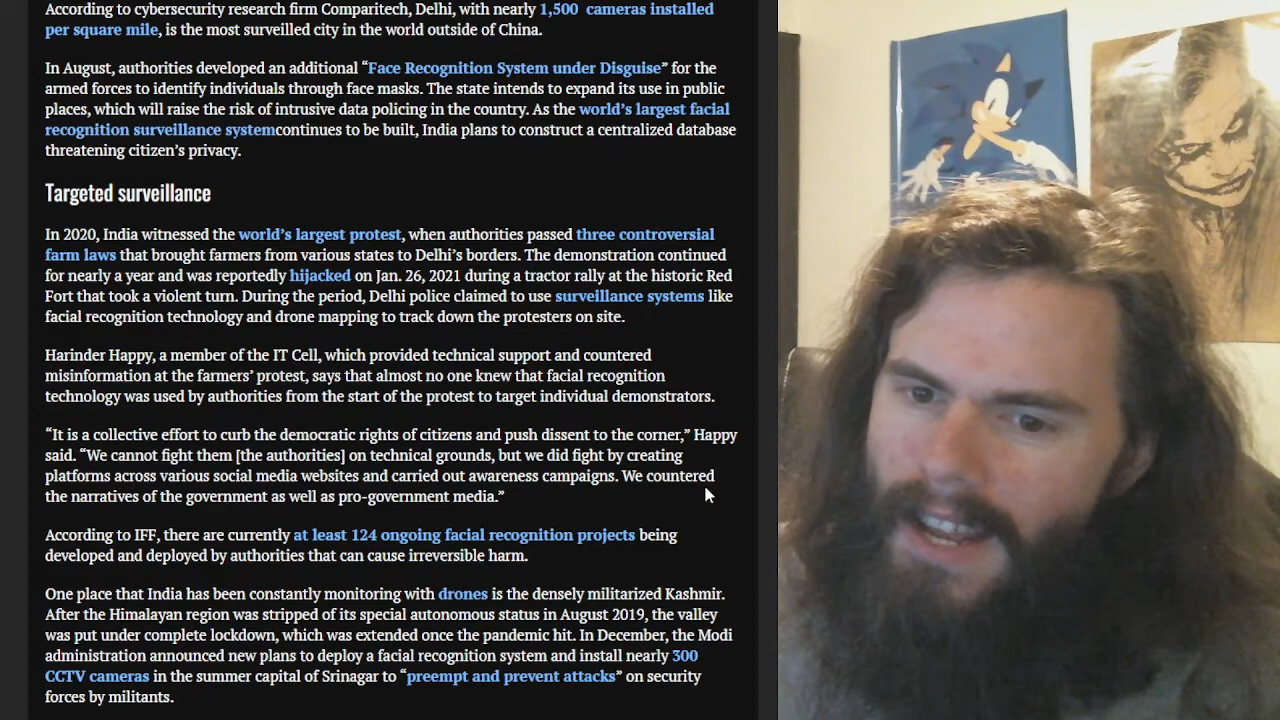 According to cybersecurity research firm Comparitech, Delhi, with nearly 1,500 cameras installed
per square mile, is the most surveilled city in the world outside of China.
In August, authorities developed an additional “Face Recognition System under Disguise” for the
armed forces to identify individuals through face masks. The state intends to expand its use in public
places, which will raise the risk of intrusive data policing in the country. As the world’s largest facial
recognition surveillance systemcontinues to be built, India plans to construct a centralized database
threatening citizen’s privacy.
Targeted surveillance
In 2020, India witnessed the world’s largest protest, when authorities passed three controversial
farm laws that brought farmers from various states to Delhi’s borders. The demonstration continued
for nearly a year and was reportedly hijacked on Jan. 26, 2021 during a tractor rally at the historic Red
Fort that took a violent turn. During the period, Delhi police claimed to use surveillance systems like
facial recognition technology and drone mapping to track down the protesters on site.
Harinder Happy, a member of the IT Cell, which provided technical support and countered
misinformation at the farmers’ protest, says that almost no one knew that facial recognition
technology was used by authorities from the start of the protest to target individual demonstrators.
“It is a collective effort to curb the democratic rights of citizens and push dissent to the corner,” Happy
said. “We cannot fight them [the authorities] on technical grounds, but we did fight by creating
platforms across various social media websites and carried out awareness campaigns. We countered
the narratives of the government as well as pro-government media.”
According to IFF, there are currently at least 124 ongoing facial recognition projects being
developed and deployed by authorities that can cause irreversible harm.
One place that India has been constantly monitoring with drones is the densely militarized Kashmir.
After the Himalayan region was stripped of its special autonomous status in August 2019, the valley
was put under complete lockdown, which was extended once the pandemic hit. In December, the Modi
administration announced new plans to deploy a facial recognition system and install nearly 300
CCTV cameras in the summer capital of Srinagar to “preempt and prevent attacks” on security
forces by militants.